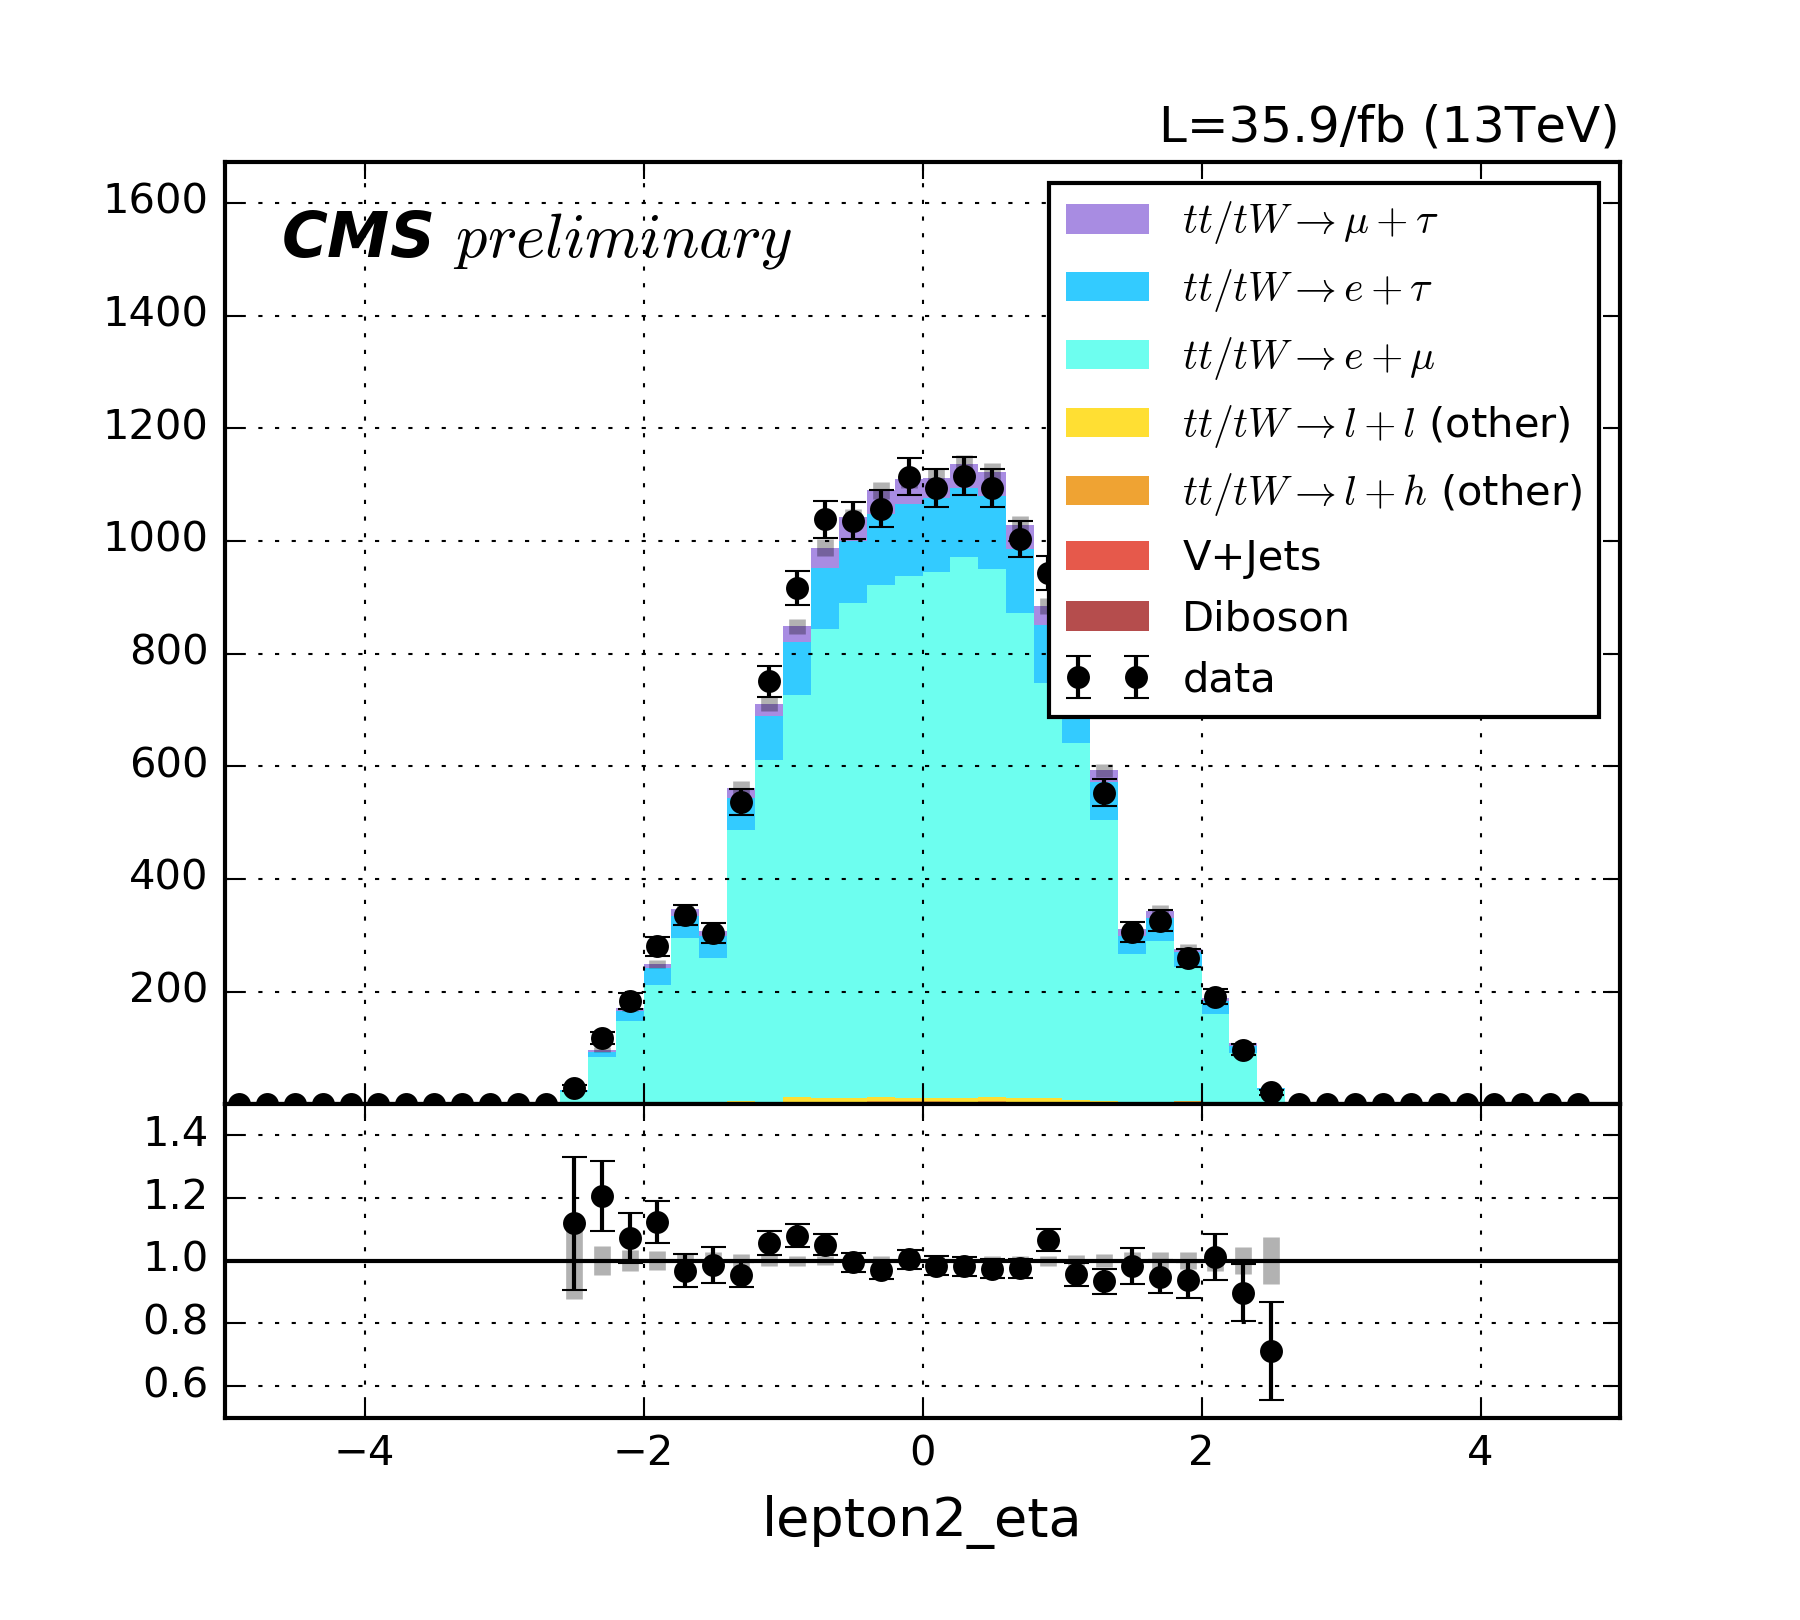 L=35.9/fb (13TeV)
CMS preliminary
1600
1400
1200
1000
800
600
400
200
tt/tW → μ + τ
tt/tW → e + τ
tt/tW → e + μ
tt/tW → l + l (other)
tt/tW → l + h (other)
V+Jets
Diboson
data
1.4
1.2
1.0
0.8
0.6
−4 −2 0 2 4
lepton2_eta